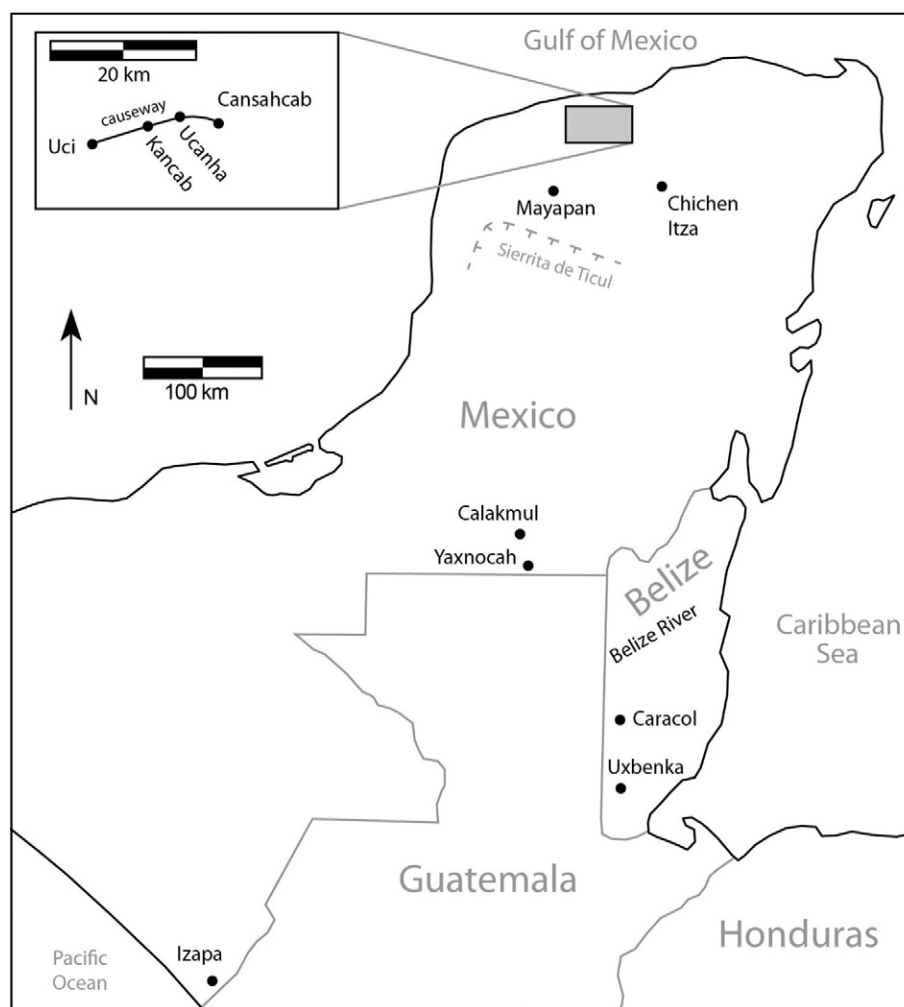 Gulf of Mexico
20 km
causeway
Cansahcab
Uci
Kancab
Ucanha
Mayapan
Chichen
Itza
Sierrita de Ticul
N
100 km
Mexico
Calakmul
Yaxnocah
Belize
Belize River
Caribbean
Sea
Caracol
Uxbenka
Guatemala
Honduras
Izapa
Pacific
Ocean